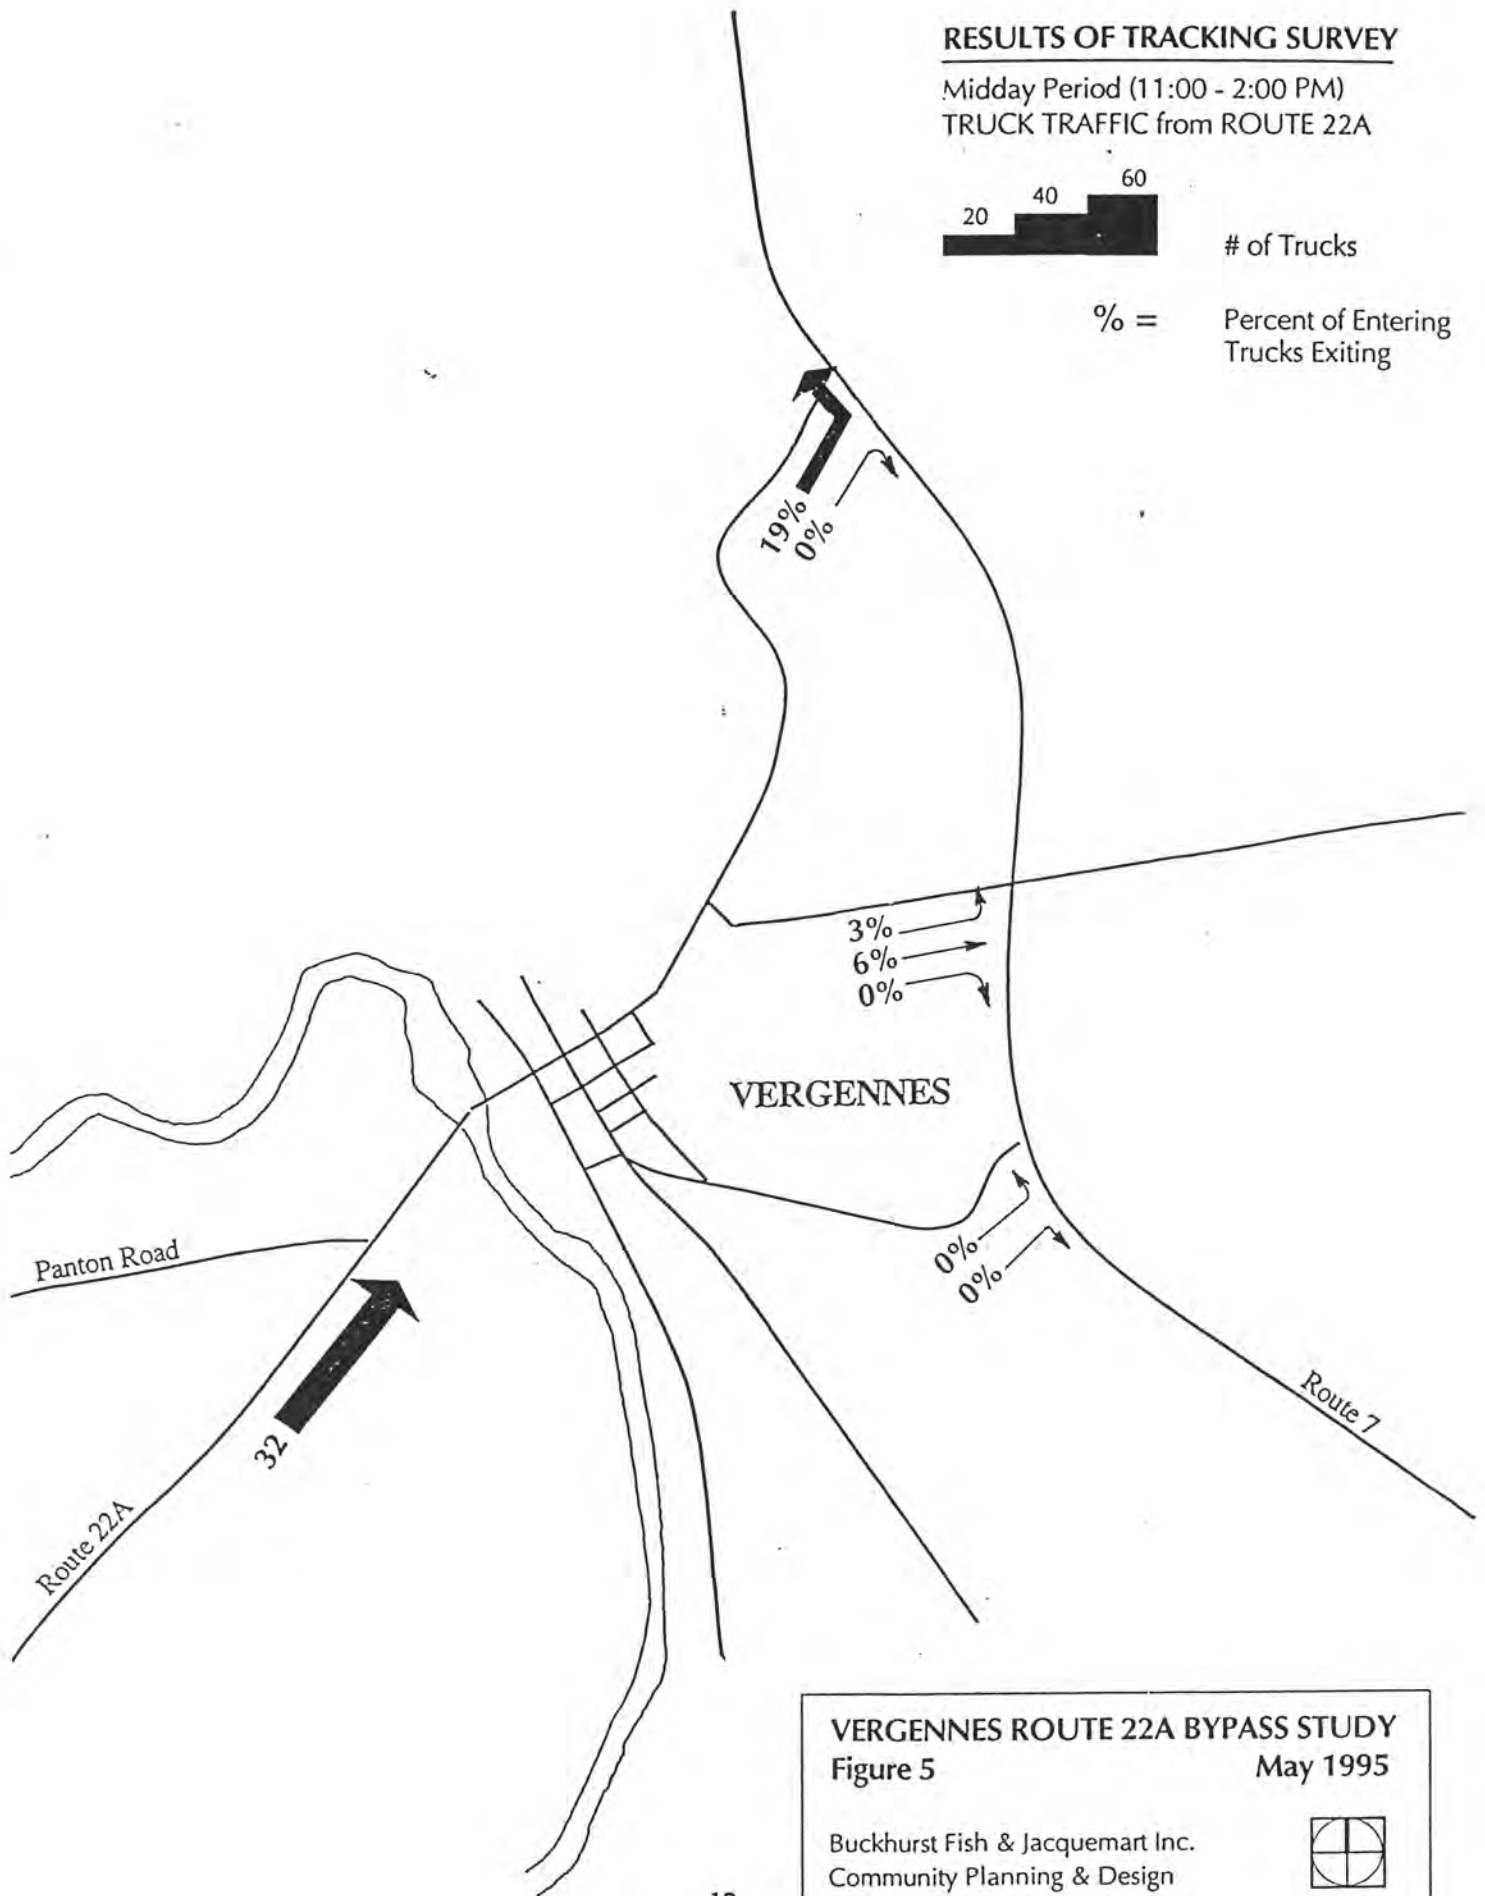 RESULTS OF TRACKING SURVEY
Midday Period (11:00 - 2:00 PM)
TRUCK TRAFFIC from ROUTE 22A
20
40
60
# of Trucks
% =
Percent of Entering
Trucks Exiting
19%
0%
3%
6%
0%
VERGENNES
0%
0%
Panton Road
32
Route 22A
Route 7
VERGENNES ROUTE 22A BYPASS STUDY
Figure 5 May 1995
Buckhurst Fish & Jacquemart Inc.
Community Planning & Design